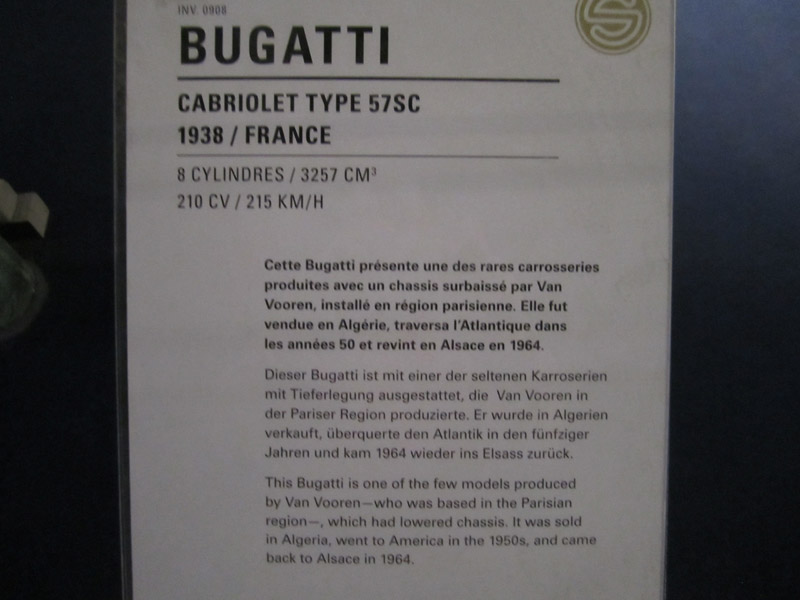 INV. 0908
BUGATTI
CABRIOLET TYPE 57SC
1938 / FRANCE
8 CYLINDRES / 3257 CM³
210 CV / 215 KM/H
Cette Bugatti présente une des rares carrosseries
produites avec un chassis surbaissé par Van
Vooren, installé en région parisienne. Elle fut
vendue en Algérie, traversa l'Atlantique dans
les années 50 et revint en Alsace en 1964.
Dieser Bugatti ist mit einer der seltenen Karroserien
mit Tieferlegung ausgestattet, die Van Vooren in
der Pariser Region produzierte. Er wurde in Algerien
verkauft, überquerte den Atlantik in den fünfziger
Jahren und kam 1964 wieder ins Elsass zurück.
This Bugatti is one of the few models produced
by Van Vooren—who was based in the Parisian
region—, which had lowered chassis. It was sold
in Algeria, went to America in the 1950s, and came
back to Alsace in 1964.